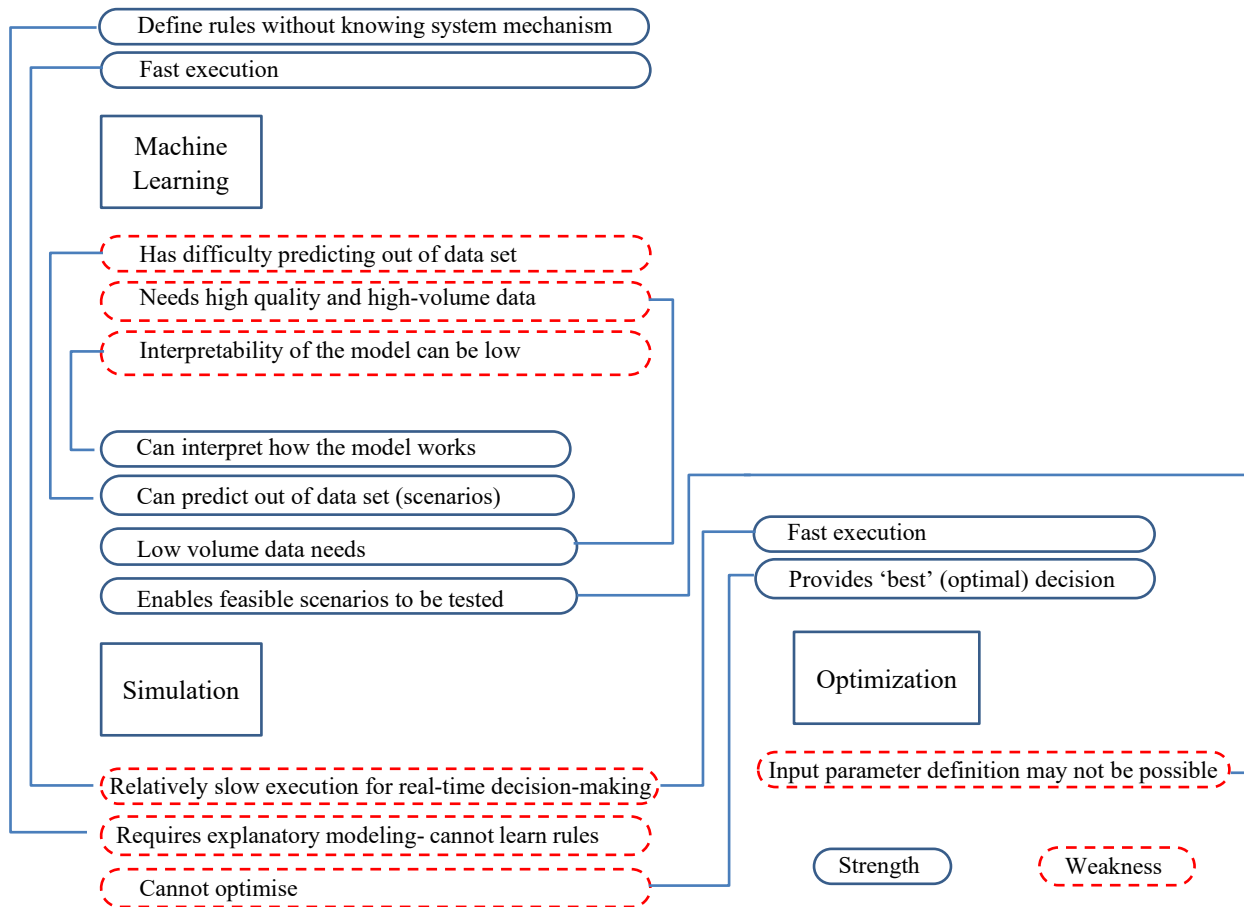 Define rules without knowing system mechanism
Fast execution
Machine
Learning
Has difficulty predicting out of data set
Needs high quality and high-volume data
Interpretability of the model can be low
Can interpret how the model works
Can predict out of data set (scenarios)
Low volume data needs
Enables feasible scenarios to be tested
Simulation
Relatively slow execution for real-time decision-making
Requires explanatory modeling- cannot learn rules
Cannot optimise
Fast execution
Provides ‘best’ (optimal) decision
Optimization
Input parameter definition may not be possible
Strength
Weakness